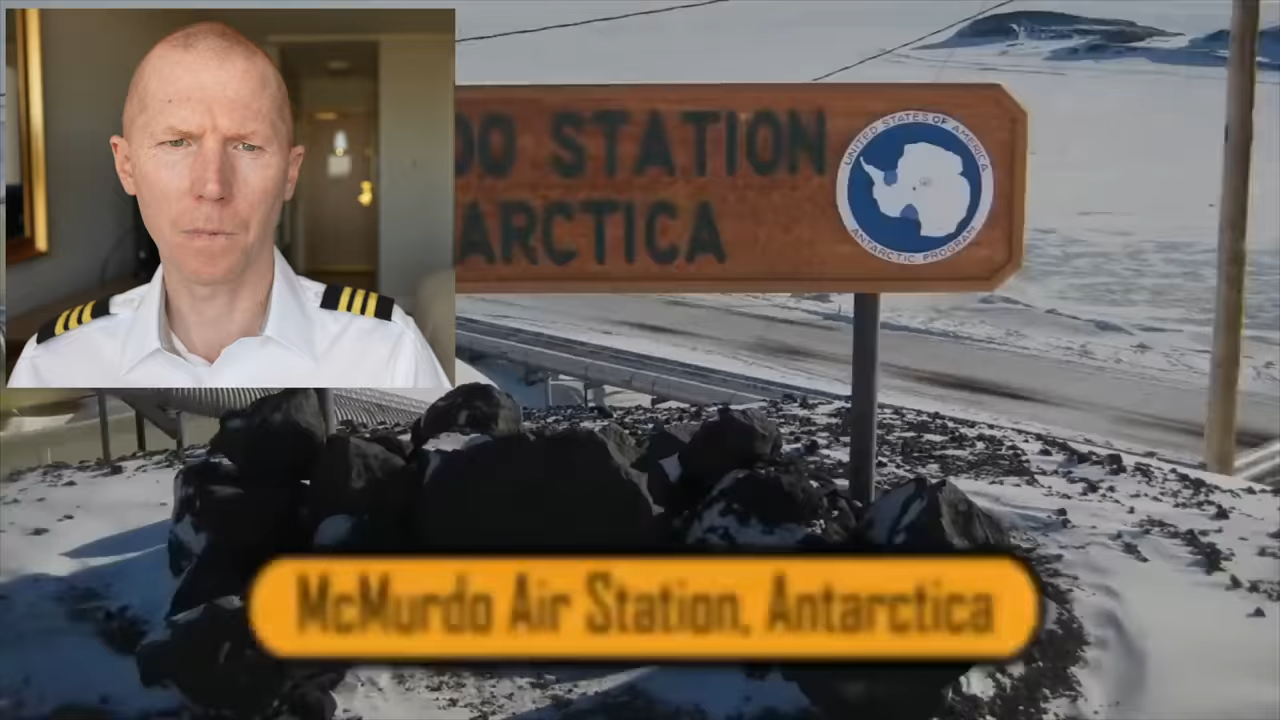 DO STATION
ARCTICA
UNITED STATES OF AMERICA
ANTARCTIC PROGRAM
McMurdo Air Station, Antarctica